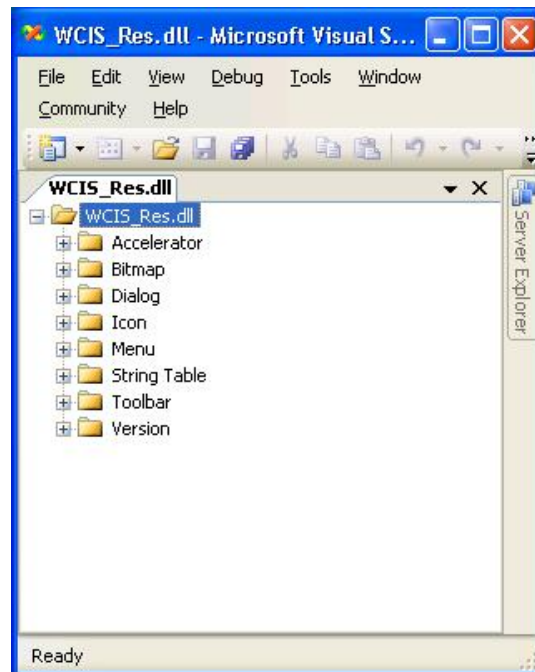 WCIS_Res.dll - Microsoft Visual S...
File Edit View Debug Tools Window
Community Help
WCIS_Res.dll
WCIS_Res.dll
Accelerator
Bitmap
Dialog
Icon
Menu
String Table
Toolbar
Version
Server Explorer
Ready